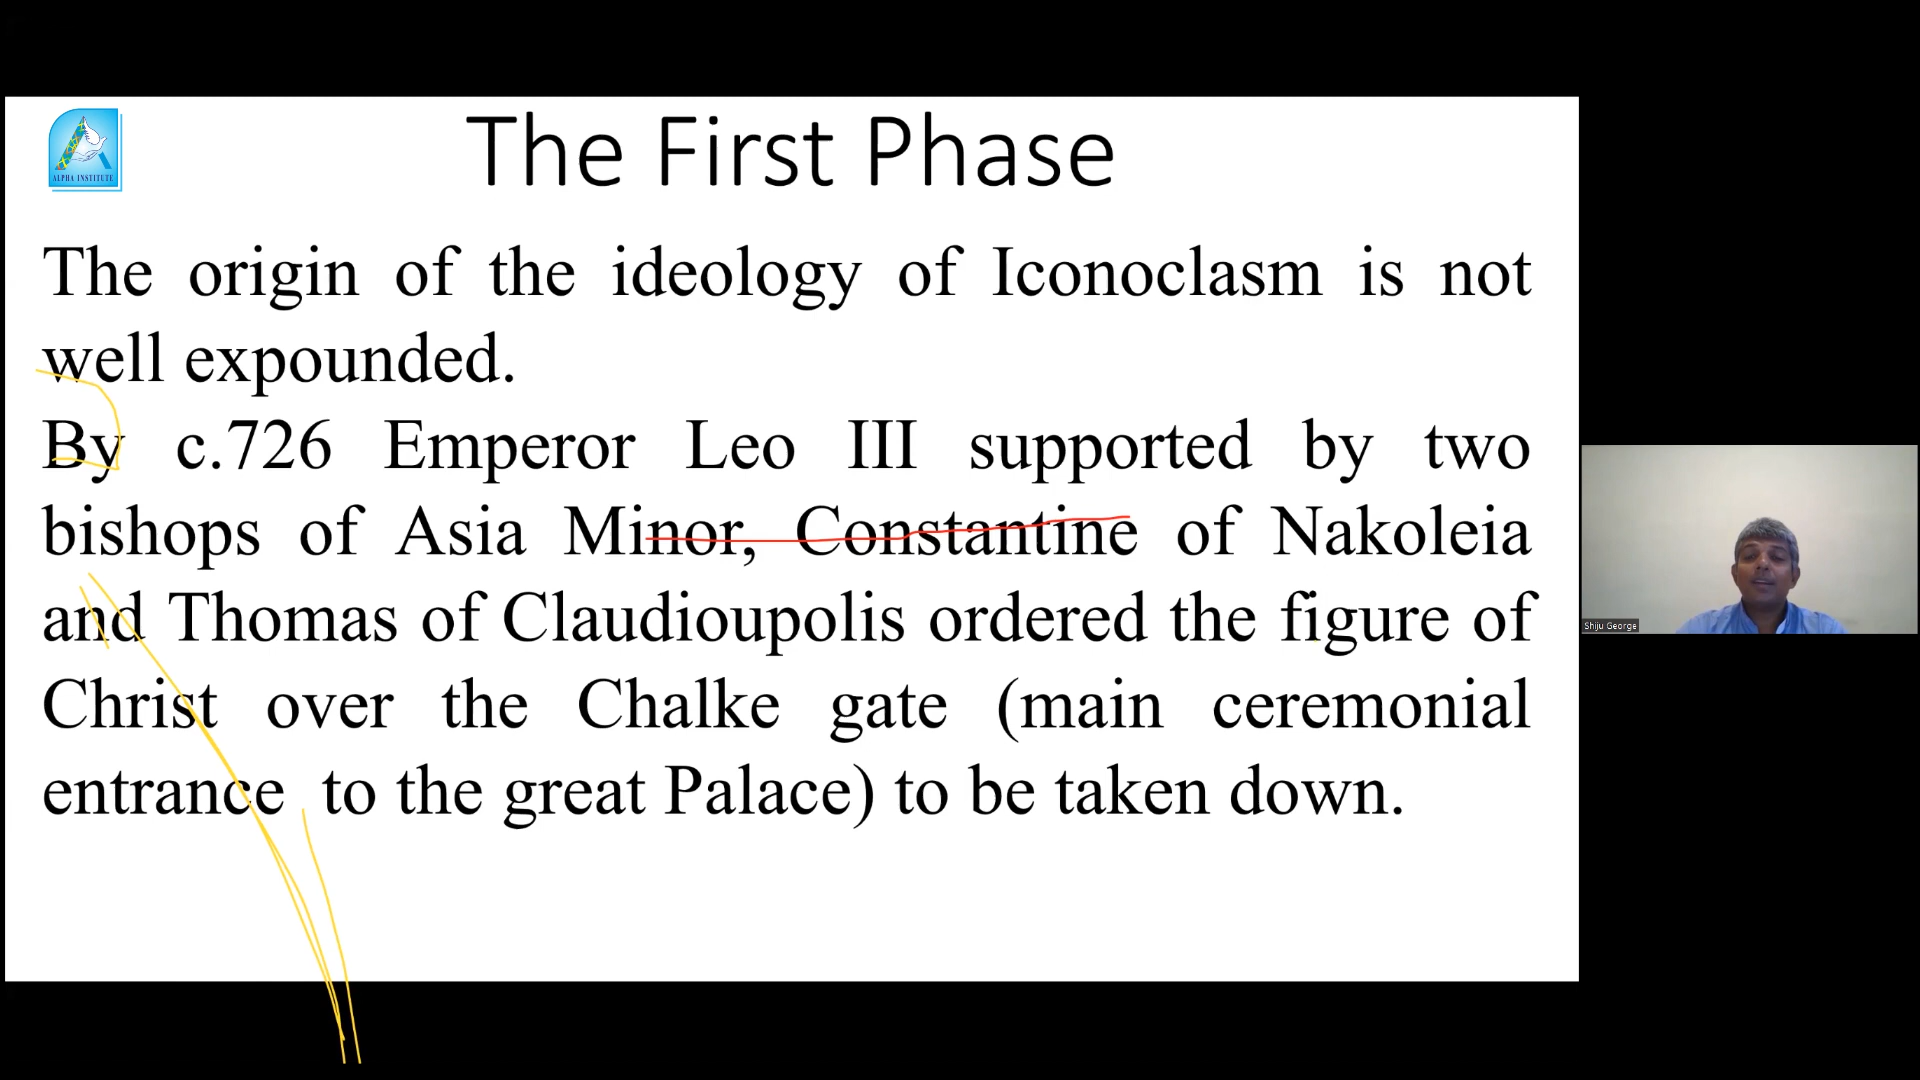 ALPHA INSTITUTE
The First Phase
The origin of the ideology of Iconoclasm is not
well expounded.
By c.726 Emperor Leo III supported by two
bishops of Asia Minor, Constantine of Nakoleia
and Thomas of Claudioupolis ordered the figure of
Christ over the Chalke gate (main ceremonial
entrance to the great Palace) to be taken down.
Shiju George